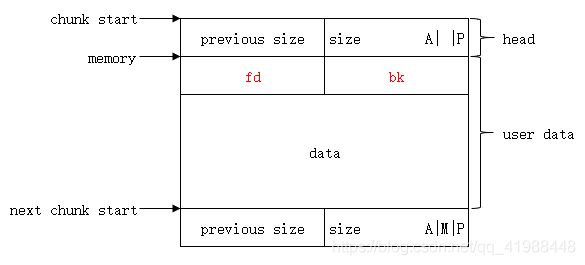 chunk start
previous size size A| |P head
memory
fd bk
user data
data
next chunk start
previous size size A|M|P
https://blog.csdn.net/qq_41988448